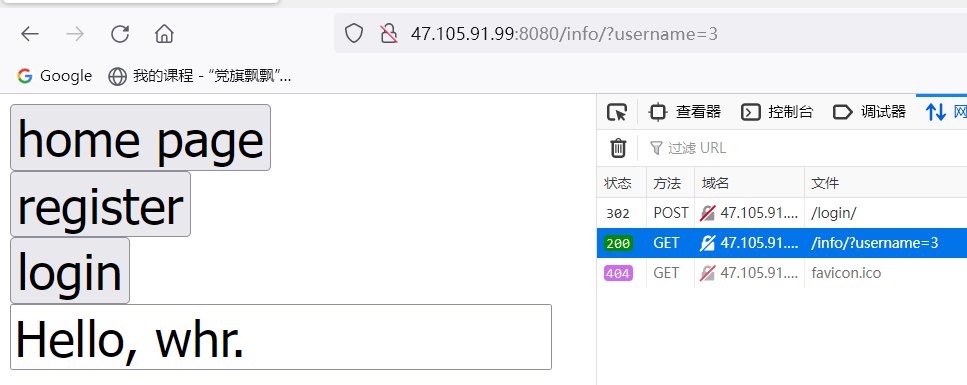 47.105.91.99:8080/info/?username=3
Google 我的课程 - “党旗飘飘”...
home page
register
login
Hello, whr.
查看器 控制台 调试器 网
过滤 URL
状态 方法 域名 文件
302 POST 47.105.91.... /login/
200 GET 47.105.91.... /info/?username=3
404 GET 47.105.91.... favicon.ico